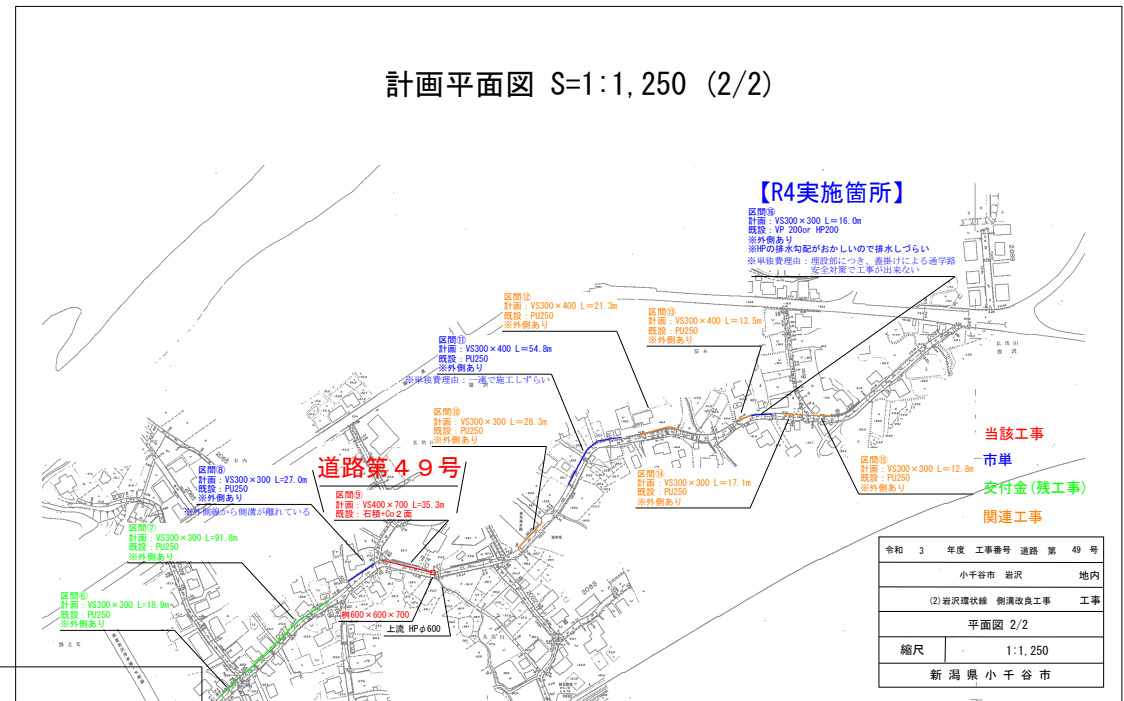 計画平面図 S=1:1,250 (2/2)
【R4実施箇所】
区間⑯
計画：VS300×300 L=16.0m
既設：VP 200or HP200
※外側あり
※HPの排水勾配がおかしいので排水しづらい
※単独費理由：埋設部につき、蓋掛けによる通学路
安全対策で工事が出来ない
区間⑫
計画：VS300×400 L=21.3m
既設：PU250
※外側あり
区間⑬
計画：VS300×400 L=13.5m
既設：PU250
※外側あり
区間⑪
計画：VS300×400 L=54.8m
既設：PU250
※外側あり
※単独費理由：一連で施工しずらい
区間⑩
計画：VS300×300 L=28.3m
既設：PU250
※外側あり
道路第４９号
区間⑧
計画：VS300×300 L=27.0m
既設：PU250
※外側あり
※外側線から側溝が離れている
区間⑨
計画：VS400×700 L=35.3m
既設：石積+Co２面
区間⑭
計画：VS300×300 L=17.1m
既設：PU250
※外側あり
区間⑮
計画：VS300×300 L=12.8m
既設：PU250
※外側あり
区間⑦
計画：VS300×300 L=91.8m
既設：PU250
※外側あり
区間⑥
計画：VS300×300 L=18.9m
既設：PU250
※外側あり
桝600×600×700
上流 HPφ600
2089
2088
当該工事
市単
交付金(残工事)
関連工事
令和 3 年度 工事番号 道路 第 49 号
小千谷市 岩沢 地内
(2)岩沢環状線 側溝改良工事 工事
平面図 2/2
縮尺 1:1,250
新潟県小千谷市